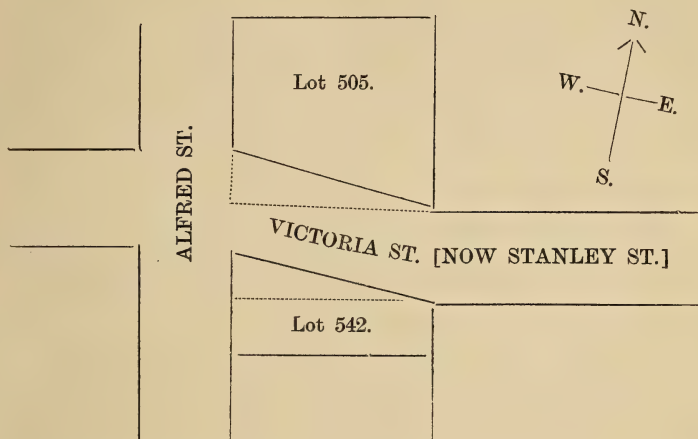 N.
Lot 505.
W.
E.
S.
ALFRED ST.
VICTORIA ST. [NOW STANLEY ST.]
Lot 542.